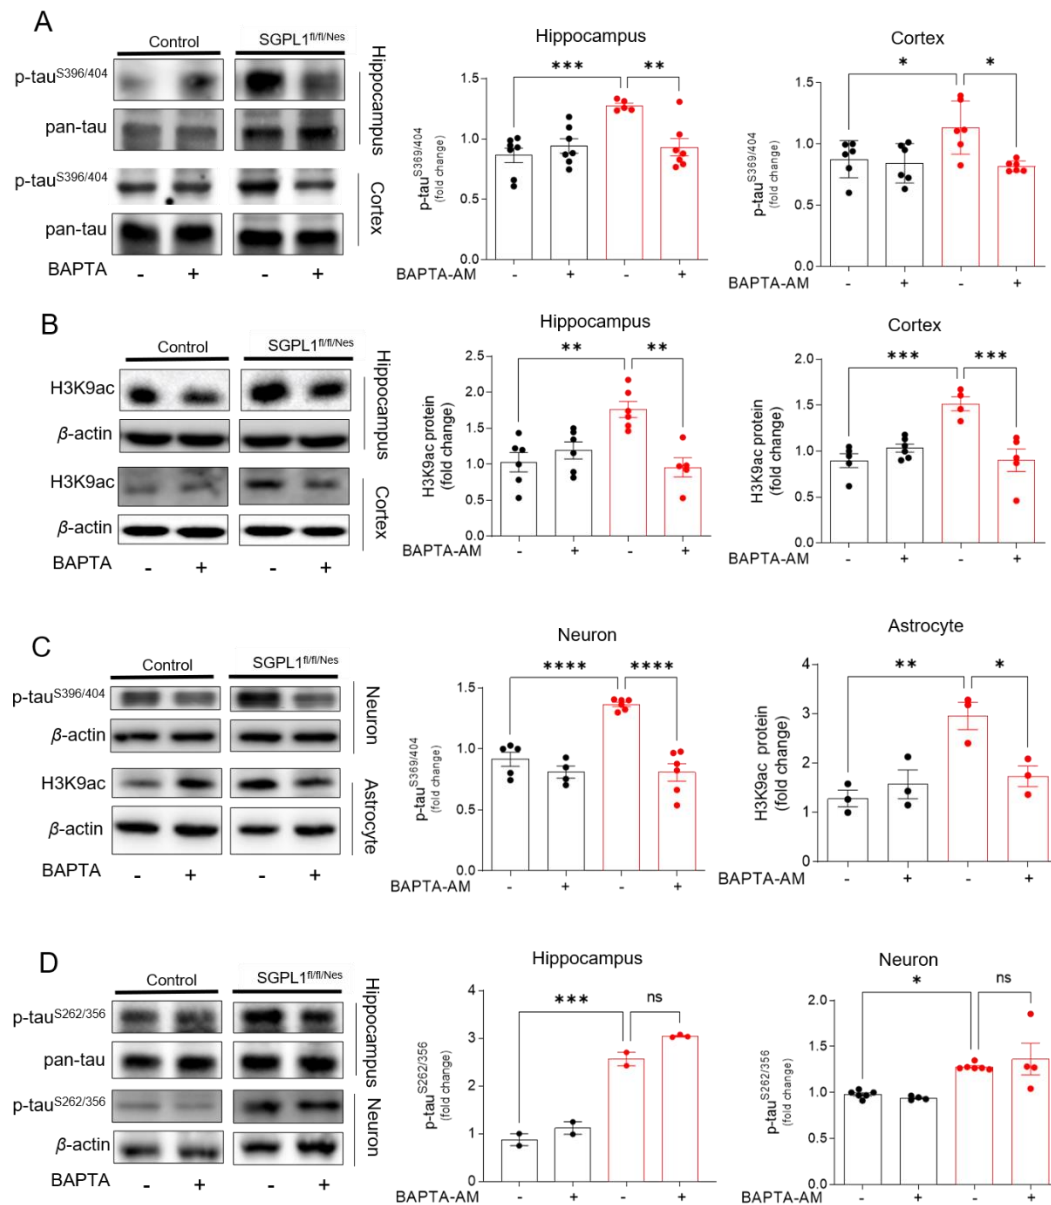 A
Control
SGPL1fl/fl/Nes
p-tauS396/404
pan-tau
Hippocampus
p-tauS396/404
pan-tau
Cortex
BAPTA
- + - +
Hippocampus
*** **
p-tauS369/404
(fold change)
1.5
1.0
0.5
0.0
BAPTA-AM - + - +
Cortex
* *
p-tauS369/404
(fold change)
1.5
1.0
0.5
0.0
BAPTA-AM - + - +
B
Control
SGPL1fl/fl/Nes
H3K9ac
β-actin
Hippocampus
H3K9ac
β-actin
Cortex
BAPTA
- + - +
Hippocampus
** **
H3K9ac protein
(fold change)
2.5
2.0
1.5
1.0
0.5
0.0
BAPTA-AM - + - +
Cortex
*** ***
H3K9ac protein
(fold change)
2.0
1.5
1.0
0.5
0.0
BAPTA-AM - + - +
C
Control
SGPL1fl/fl/Nes
p-tauS396/404
β-actin
Neuron
H3K9ac
β-actin
Astrocyte
BAPTA
- + - +
Neuron
**** ****
p-tauS369/404
(fold change)
1.5
1.0
0.5
0.0
BAPTA-AM - + - +
Astrocyte
** *
H3K9ac protein
(fold change)
4
3
2
1
0
BAPTA-AM - + - +
D
Control
SGPL1fl/fl/Nes
p-tauS262/356
pan-tau
Hippocampus
p-tauS262/356
β-actin
Neuron
BAPTA
- + - +
Hippocampus
*** ns
p-tauS262/356
(fold change)
4
3
2
1
0
BAPTA-AM - + - +
Neuron
* ns
p-tauS262/356
(fold change)
2.0
1.5
1.0
0.5
0.0
BAPTA-AM - + - +